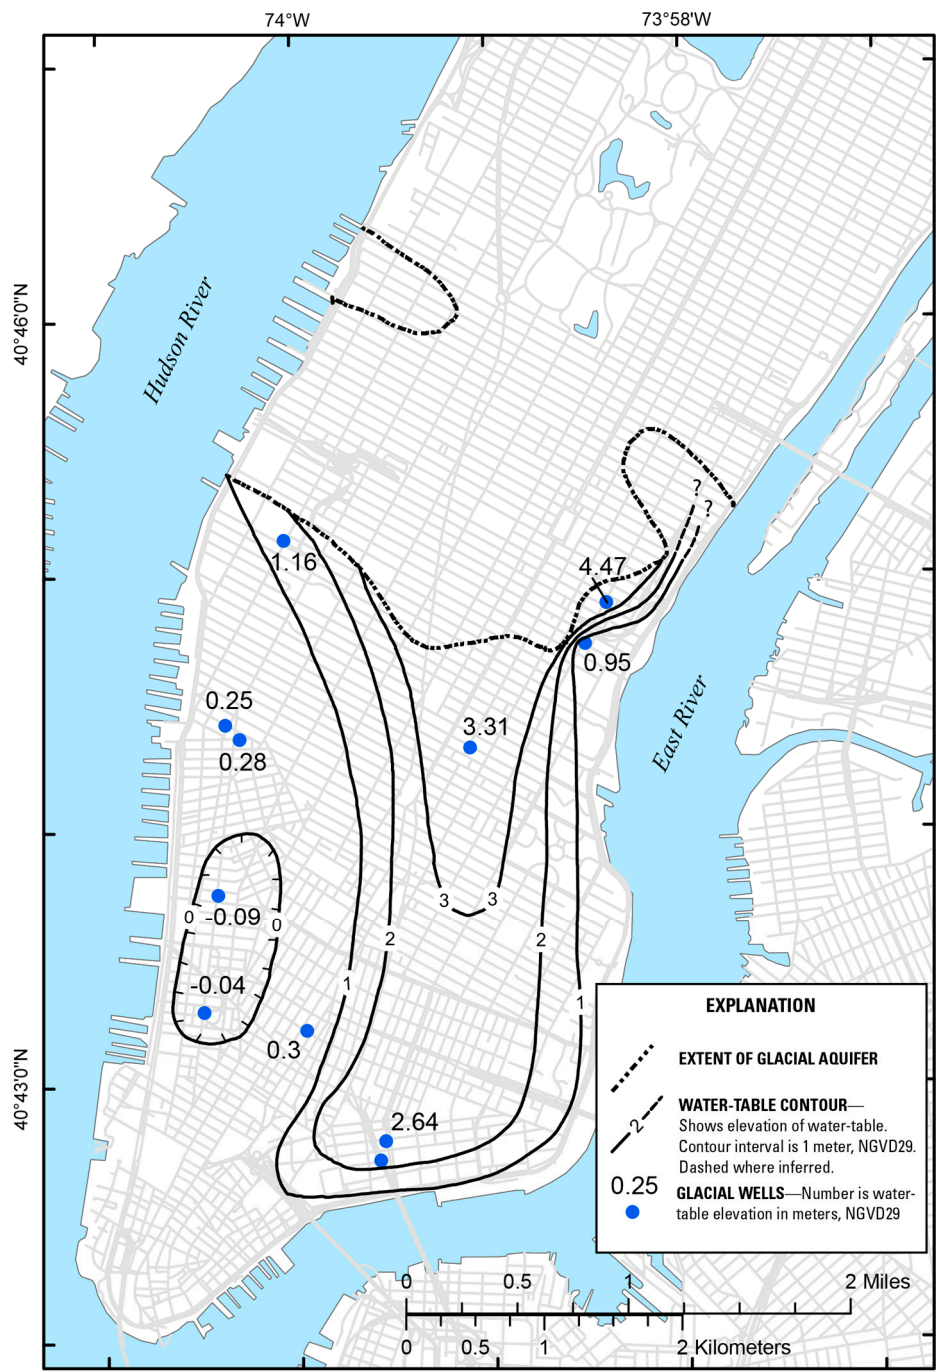 74°W
73°58'W
40°46'0"N
Hudson River
?
?
4.47
1.16
0.95
0.25
East River
3.31
0.28
3
3
0
-0.09
0
2
2
-0.04
1
1
0.3
40°43'0"N
2.64
EXPLANATION
EXTENT OF GLACIAL AQUIFER
2
WATER-TABLE CONTOUR—
Shows elevation of water-table.
Contour interval is 1 meter, NGVD29.
Dashed where inferred.
0.25
GLACIAL WELLS—Number is water-
table elevation in meters, NGVD29
0 0.5 1 2 Miles
0 0.5 1 2 Kilometers